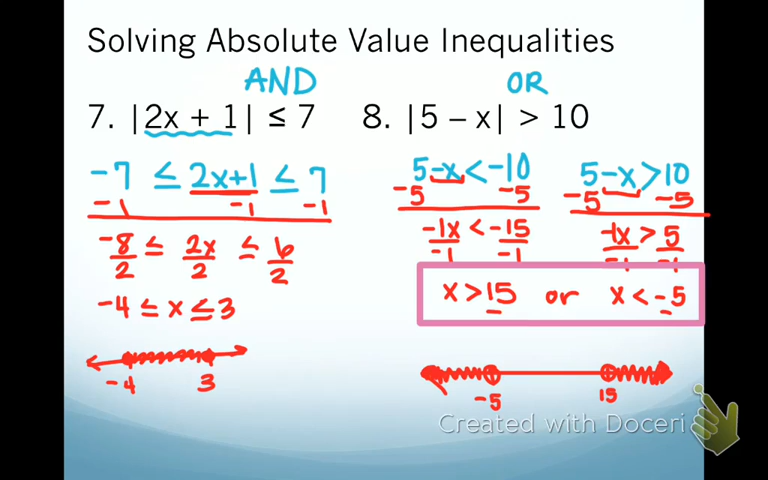 Solving Absolute Value Inequalities
AND
7. |2x + 1| ≤ 7
-7 ≤ 2x+1 ≤ 7
-1 -1 -1
-8/2 ≤ 2x/2 ≤ 6/2
-4 ≤ x ≤ 3
-4 3
OR
8. |5 – x| > 10
5-x < -10 5-x > 10
-5 -5 -5 -5
-1x/-1 < -15/-1 -1x/-1 > 5/-1
x > 15 or x < -5
-5 15
Created with Doceri